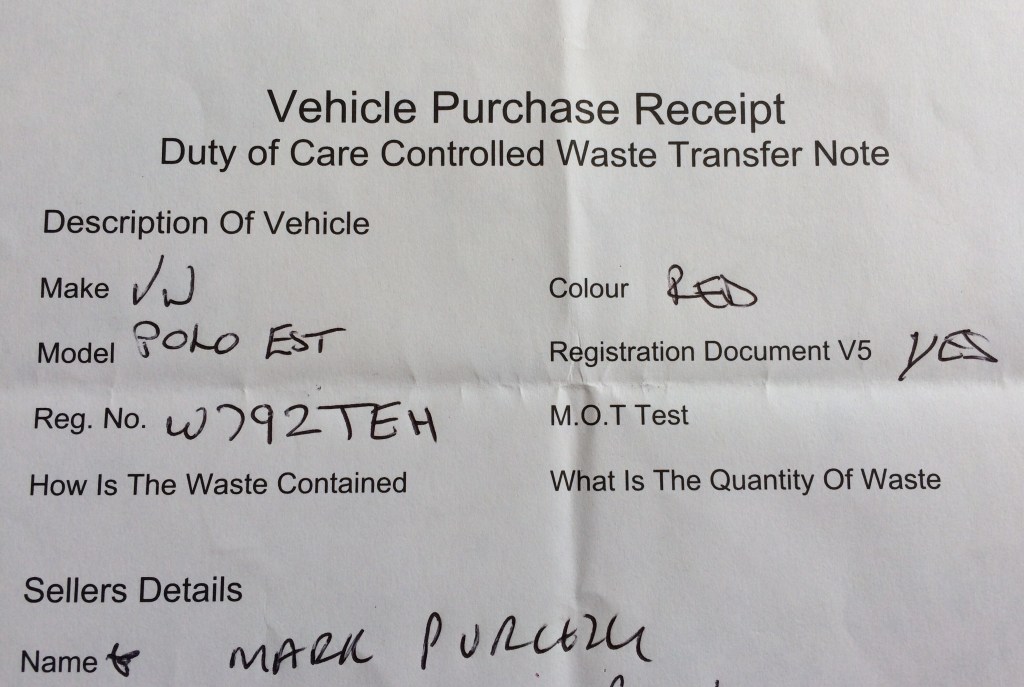 Vehicle Purchase Receipt
Duty of Care Controlled Waste Transfer Note
Description Of Vehicle
Make VW Colour RED
Model POLO EST Registration Document V5 YES
Reg. No. W792TEH M.O.T Test
How Is The Waste Contained What Is The Quantity Of Waste
Sellers Details
Name MARK PURCELL